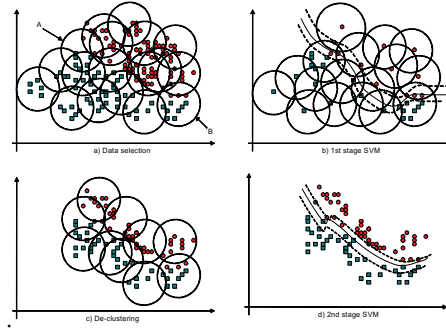 A
B
a) Data selection
b) 1st stage SVM
c) De-clustering
d) 2nd stage SVM